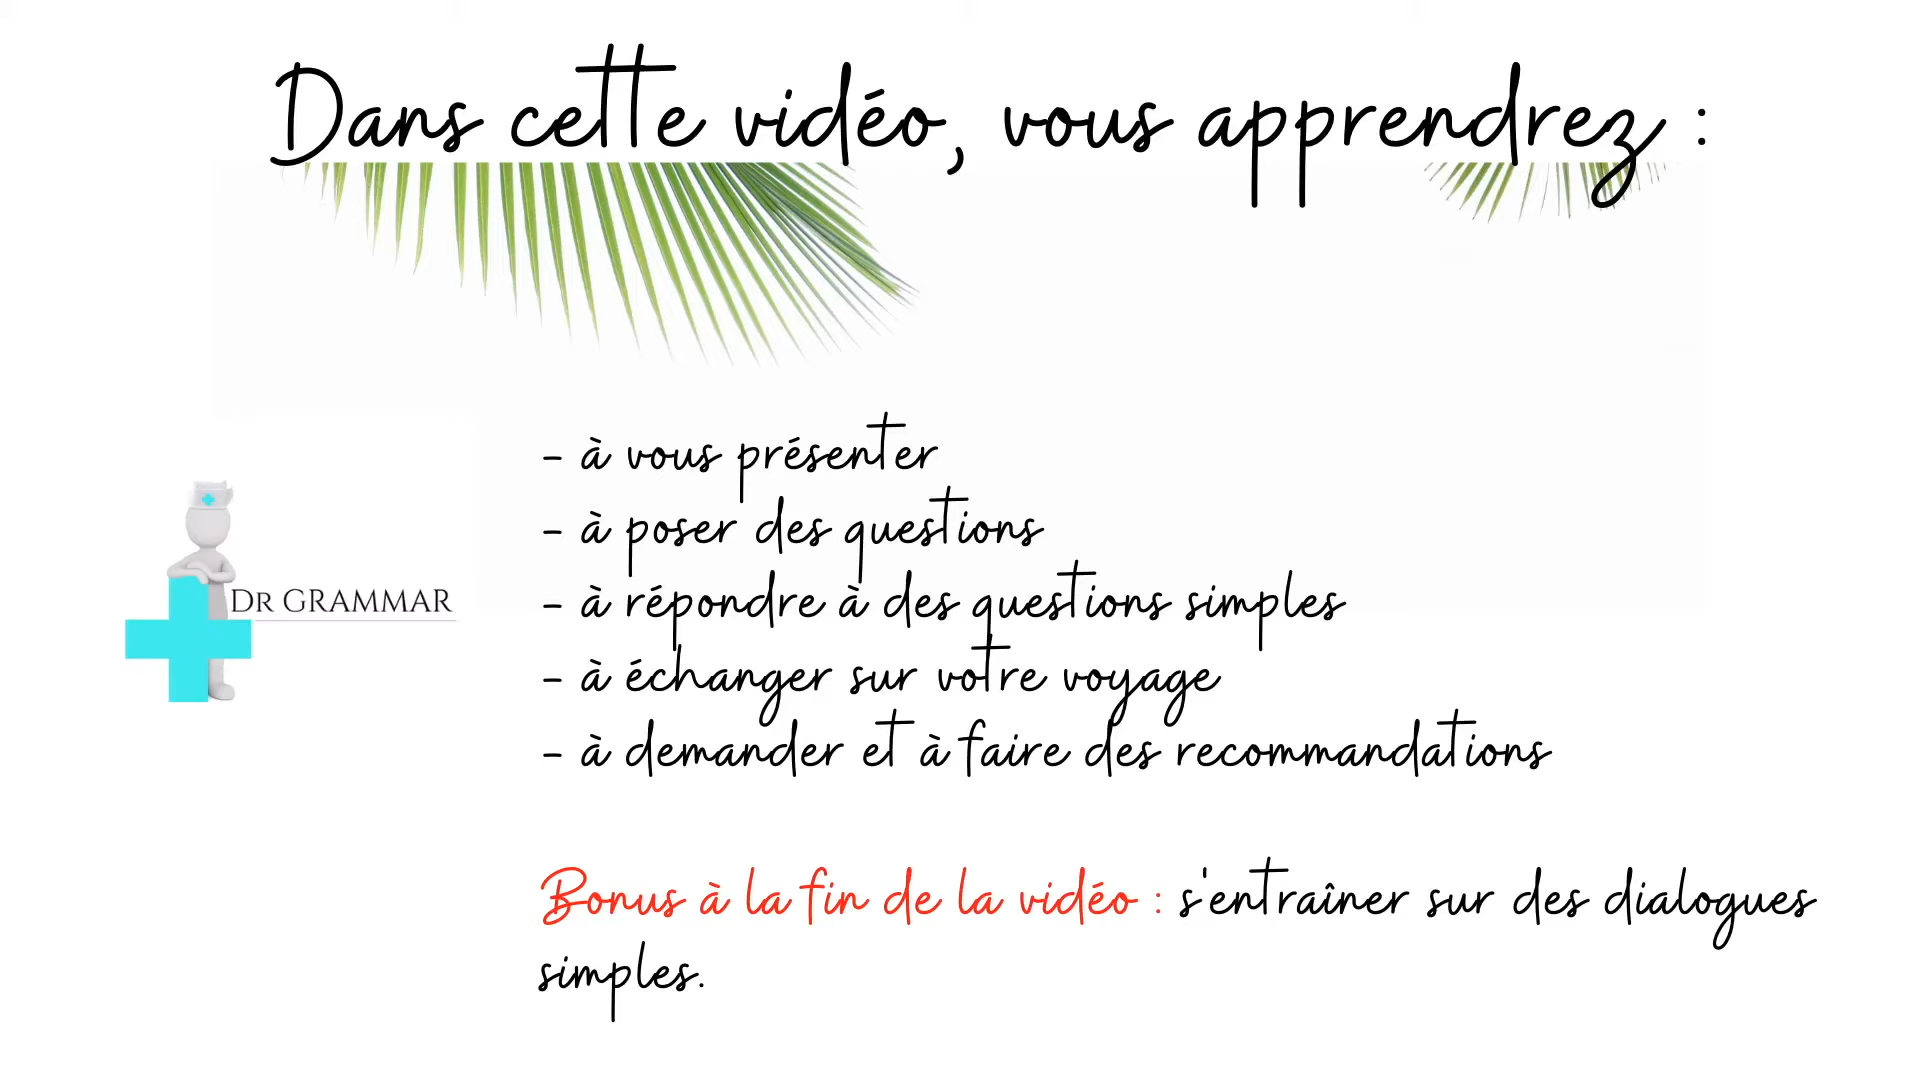 Dans cette vidéo, vous apprendrez :
- à vous présenter
- à poser des questions
- à répondre à des questions simples
- à échanger sur votre voyage
- à demander et à faire des recommandations
DR GRAMMAR
Bonus à la fin de la vidéo : s'entraîner sur des dialogues
simples.